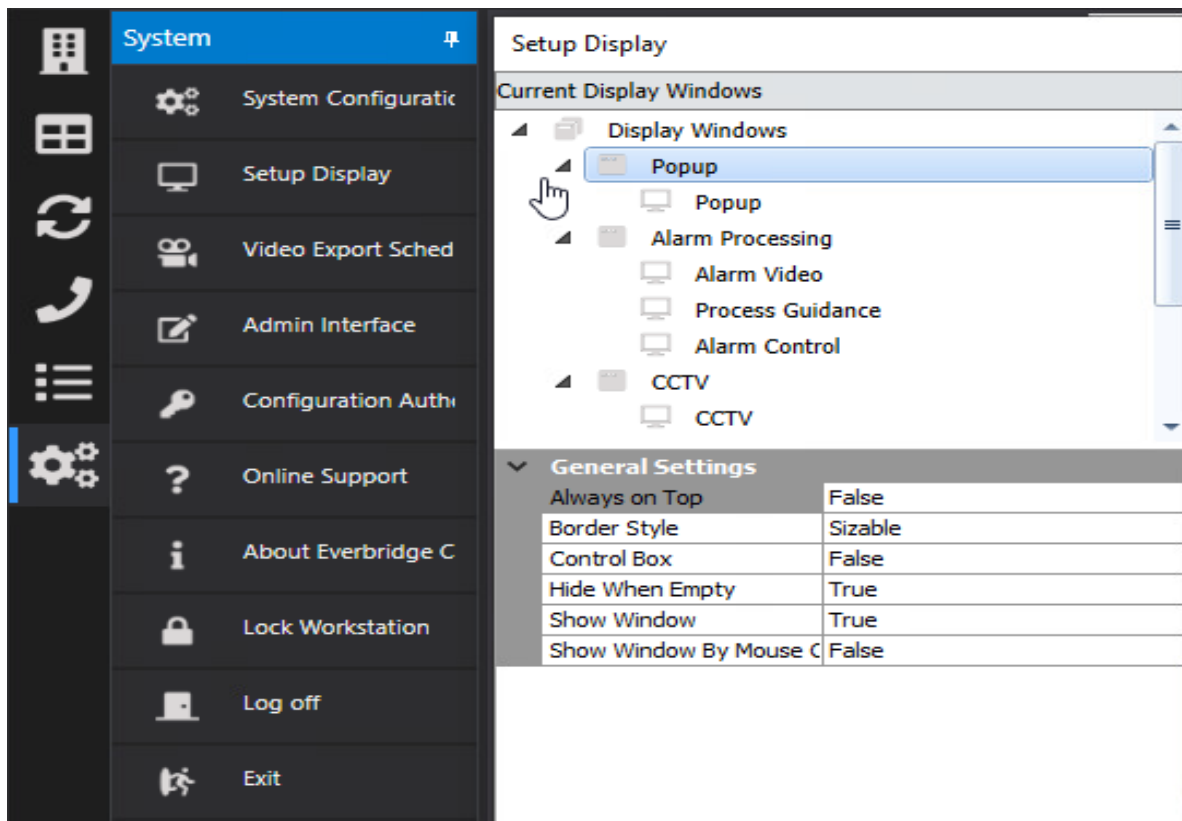 System
System Configuratic
Setup Display
Video Export Sched
Admin Interface
Configuration Autho
Online Support
About Everbridge C
Lock Workstation
Log off
Exit
Setup Display
Current Display Windows
Display Windows
Popup
Popup
Alarm Processing
Alarm Video
Process Guidance
Alarm Control
CCTV
CCTV
General Settings
Always on Top False
Border Style Sizable
Control Box False
Hide When Empty True
Show Window True
Show Window By Mouse C False